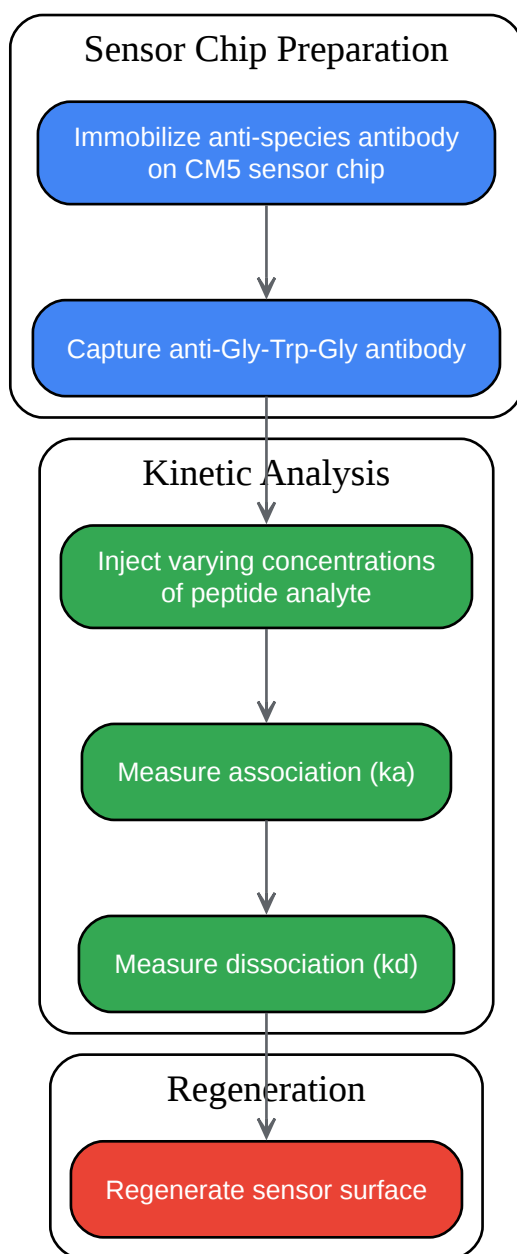 Sensor Chip Preparation
Immobilize anti-species antibody
on CM5 sensor chip
Capture anti-Gly-Trp-Gly antibody
Kinetic Analysis
Inject varying concentrations
of peptide analyte
Measure association (ka)
Measure dissociation (kd)
Regeneration
Regenerate sensor surface